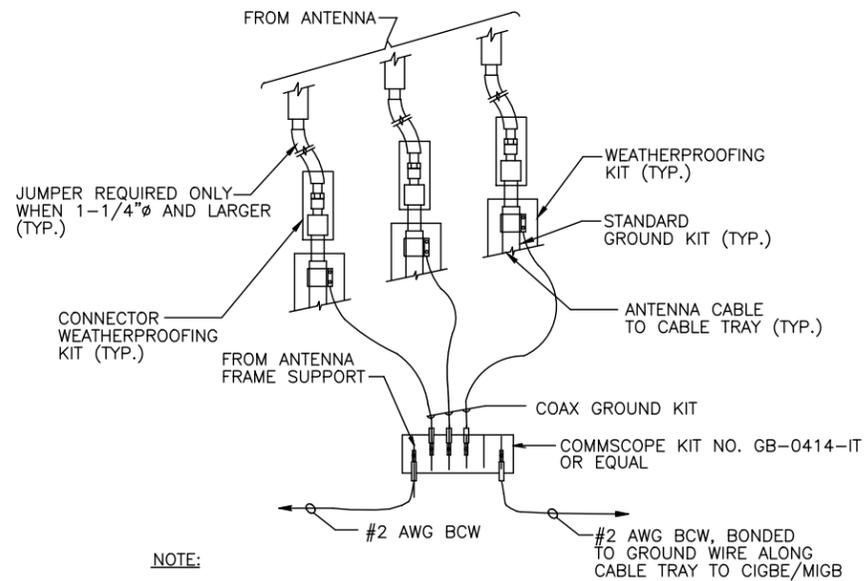 FROM ANTENNA
JUMPER REQUIRED ONLY
WHEN 1-1/4"ø AND LARGER
(TYP.)
WEATHERPROOFING
KIT (TYP.)
STANDARD
GROUND KIT (TYP.)
ANTENNA CABLE
TO CABLE TRAY (TYP.)
CONNECTOR
WEATHERPROOFING
KIT (TYP.)
FROM ANTENNA
FRAME SUPPORT
COAX GROUND KIT
COMMSCOPE KIT NO. GB-0414-IT
OR EQUAL
#2 AWG BCW
#2 AWG BCW, BONDED
TO GROUND WIRE ALONG
CABLE TRAY TO CIGBE/MIGB
NOTE: